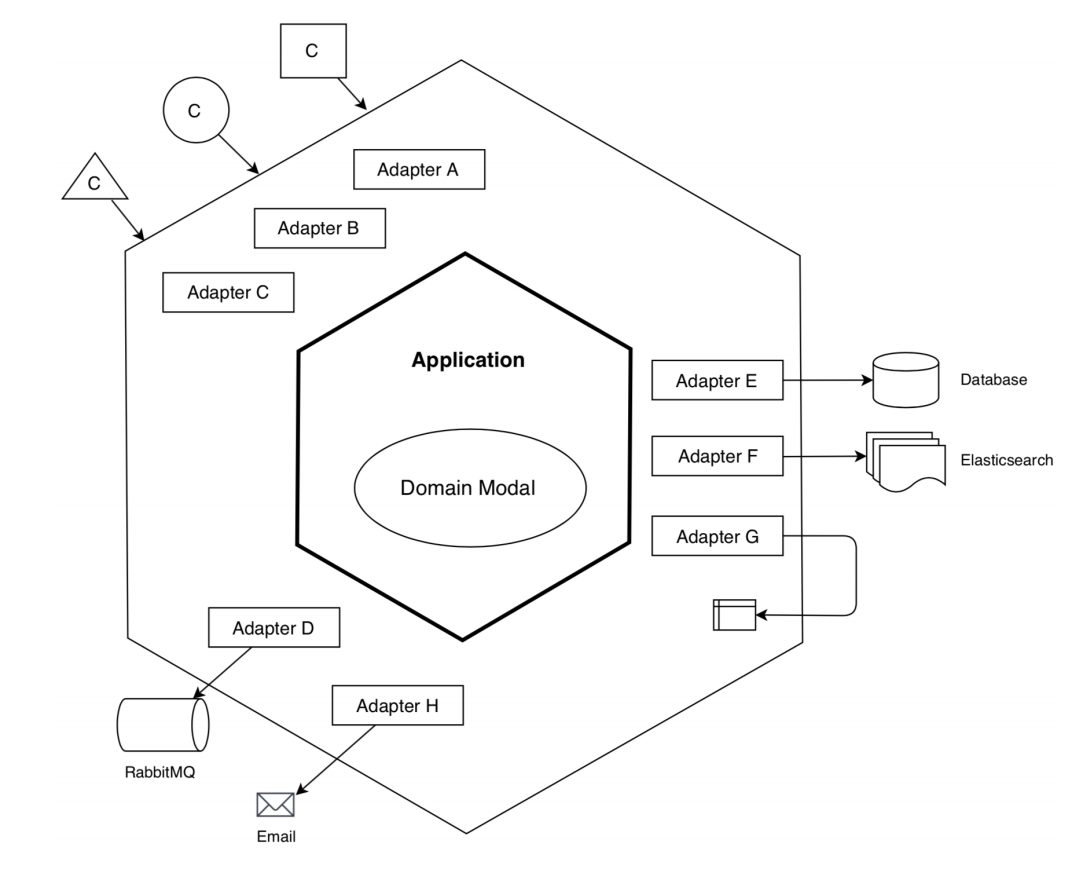 C
C
C
Adapter A
Adapter B
Adapter C
Application
Domain Modal
Adapter E
Database
Adapter F
Elasticsearch
Adapter G
Adapter D
Adapter H
RabbitMQ
Email